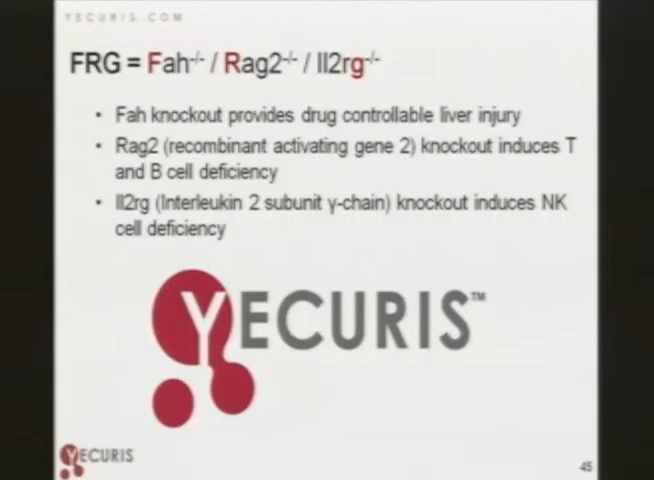 YECURIS.COM
FRG = Fah-/- / Rag2-/- / Il2rg-/-
• Fah knockout provides drug controllable liver injury
• Rag2 (recombinant activating gene 2) knockout induces T
and B cell deficiency
• Il2rg (Interleukin 2 subunit γ-chain) knockout induces NK
cell deficiency
YECURIS™
YECURIS
45